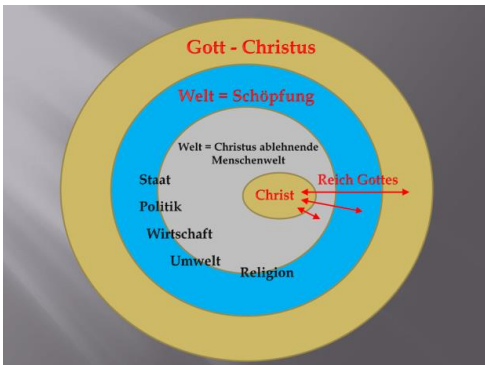 Gott - Christus
Welt = Schöpfung
Welt = Christus ablehnende
Menschenwelt
Staat
Reich Gottes
Christ
Politik
Wirtschaft
Umwelt
Religion